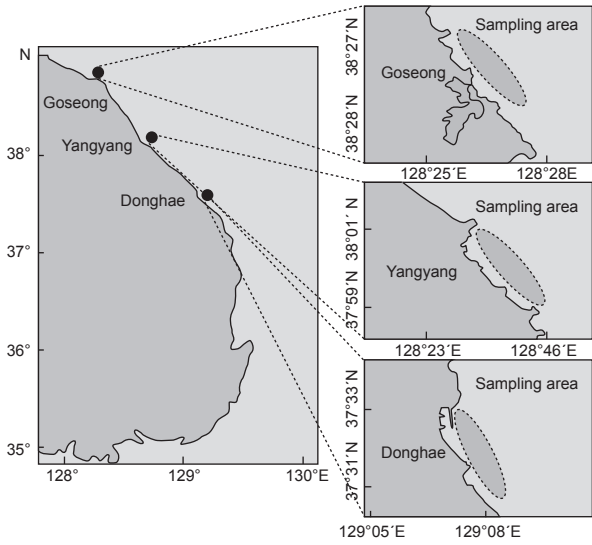 N
38°
37°
36°
35°
128°
129°
130°E
Goseong
Yangyang
Donghae
Sampling area
Goseong
38°27´N
38°28´N
128°25´E
128°28´E
Sampling area
Yangyang
38°01´N
37°59´N
128°23´E
128°46´E
Sampling area
Donghae
37°33´N
37°31´N
129°05´E
129°08´E